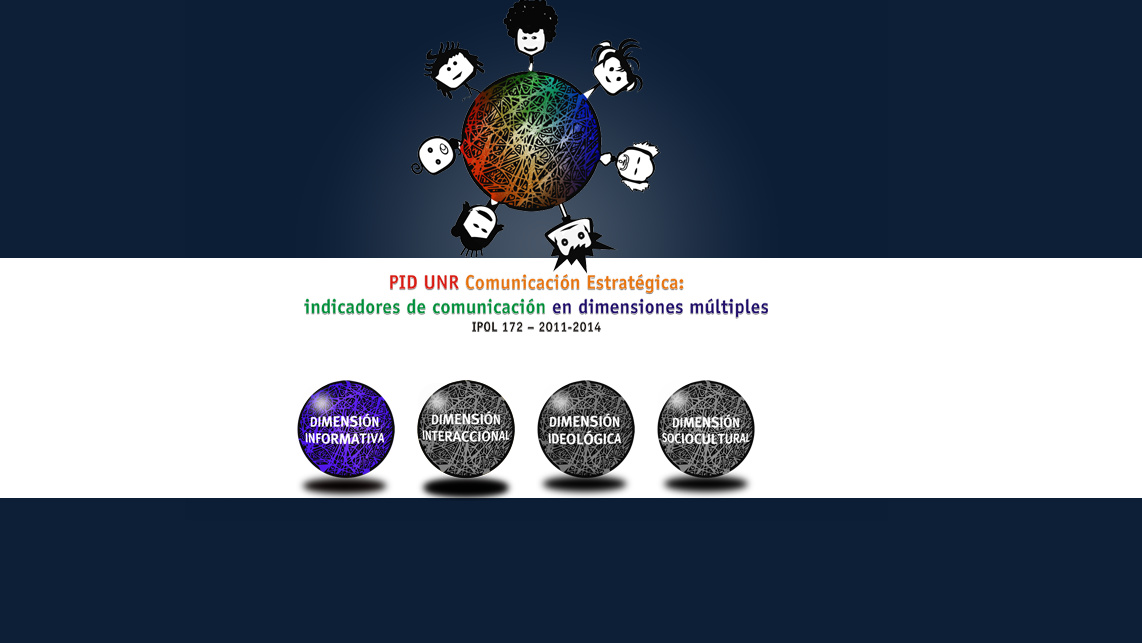 PID UNR Comunicación Estratégica:
indicadores de comunicación en dimensiones múltiples
IPOL 172 – 2011-2014
DIMENSIÓN
INFORMATIVA
DIMENSIÓN
INTERACCIONAL
DIMENSIÓN
IDEOLÓGICA
DIMENSIÓN
SOCIOCULTURAL